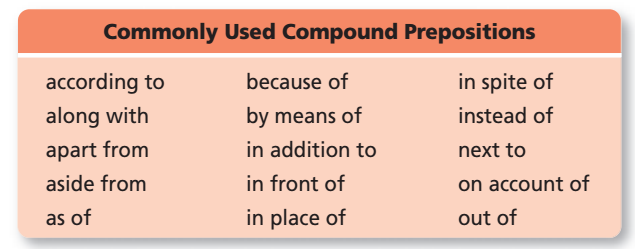 Commonly Used Compound Prepositions
according to because of in spite of
along with by means of instead of
apart from in addition to next to
aside from in front of on account of
as of in place of out of